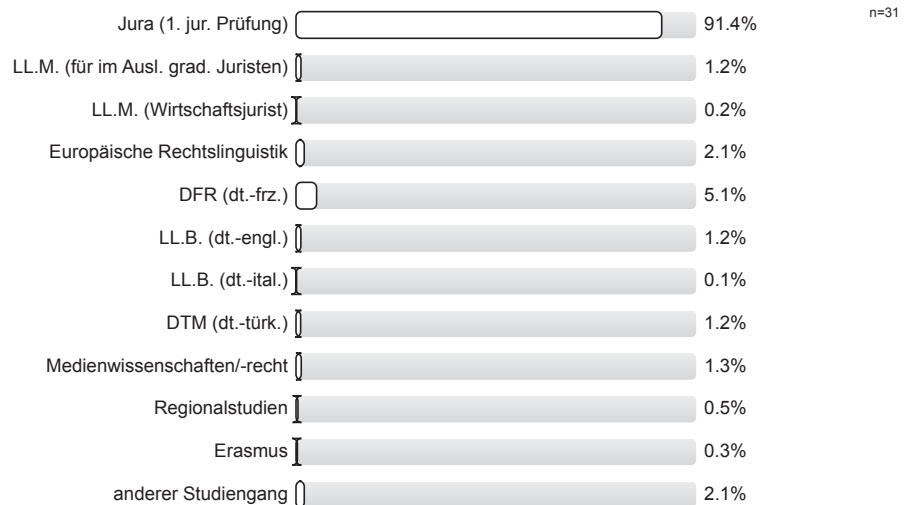 Jura (1. jur. Prüfung) 91.4% n=31
LL.M. (für im Ausl. grad. Juristen) 1.2%
LL.M. (Wirtschaftsjurist) 0.2%
Europäische Rechtslinguistik 2.1%
DFR (dt.-frz.) 5.1%
LL.B. (dt.-engl.) 1.2%
LL.B. (dt.-ital.) 0.1%
DTM (dt.-türk.) 1.2%
Medienwissenschaften/-recht 1.3%
Regionalstudien 0.5%
Erasmus 0.3%
anderer Studiengang 2.1%